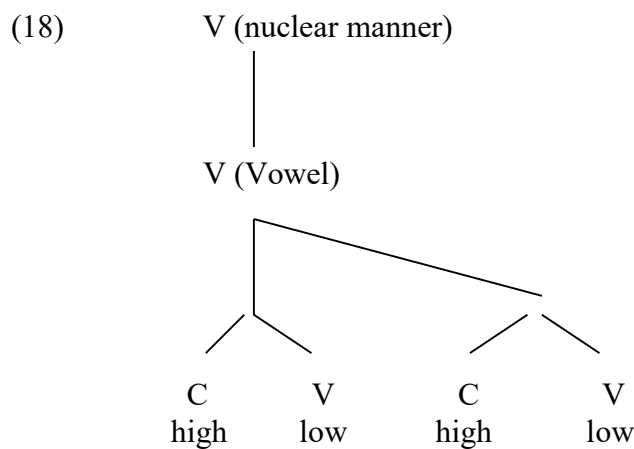 (18) V (nuclear manner)
V (Vowel)
C V C V
high low high low